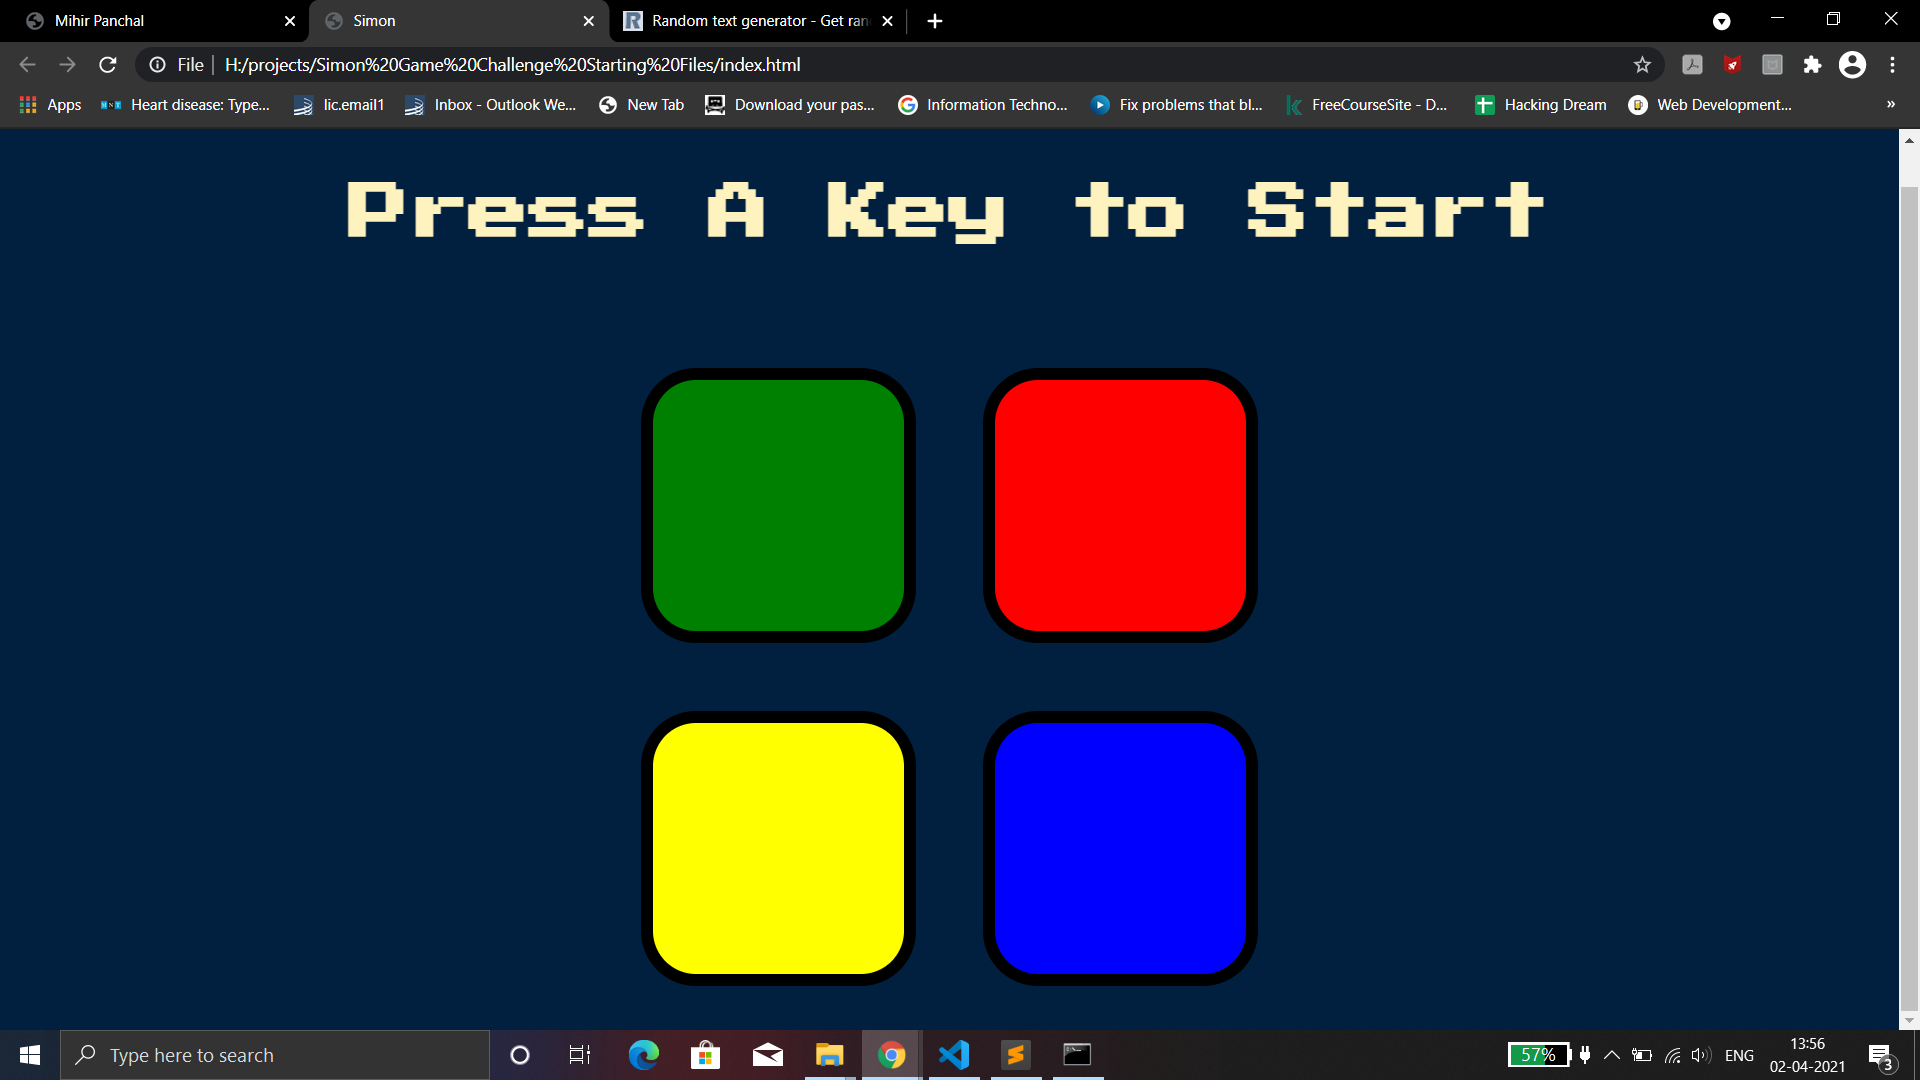 Mihir Panchal
Simon
Random text generator - Get ran
File
H:/projects/Simon%20Game%20Challenge%20Starting%20Files/index.html
Apps
Heart disease: Type...
lic.email1
Inbox - Outlook We...
New Tab
Download your pas...
Information Techno...
Fix problems that bl...
FreeCourseSite - D...
Hacking Dream
Web Development...
»
Press A Key to Start
Type here to search
57%
ENG
13:56
02-04-2021
3